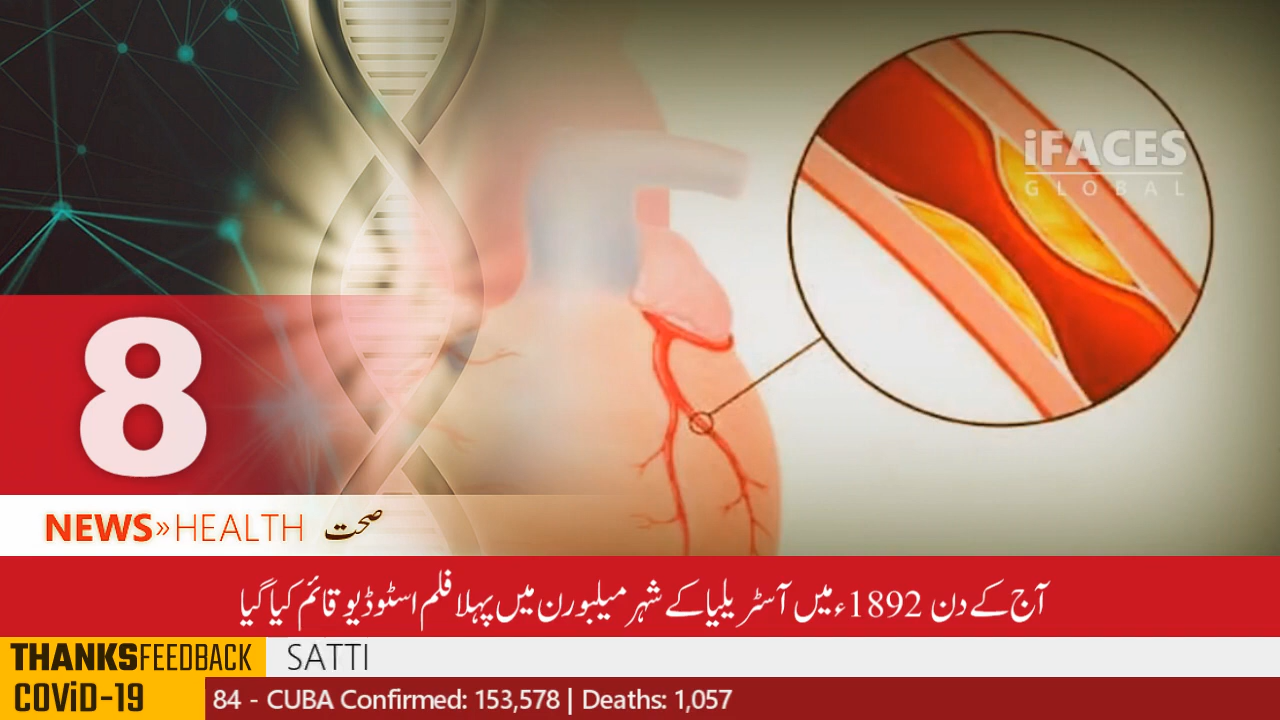 iFACES
GLOBAL
8
NEWS»HEALTH صحت
آج کے دن 1892ء میں آسٹریلیا کے شہر میلبورن میں پہلا فلم اسٹوڈیو قائم کیا گیا
THANKSFEEDBACK SATTI
COViD-19 84 - CUBA Confirmed: 153,578 | Deaths: 1,057